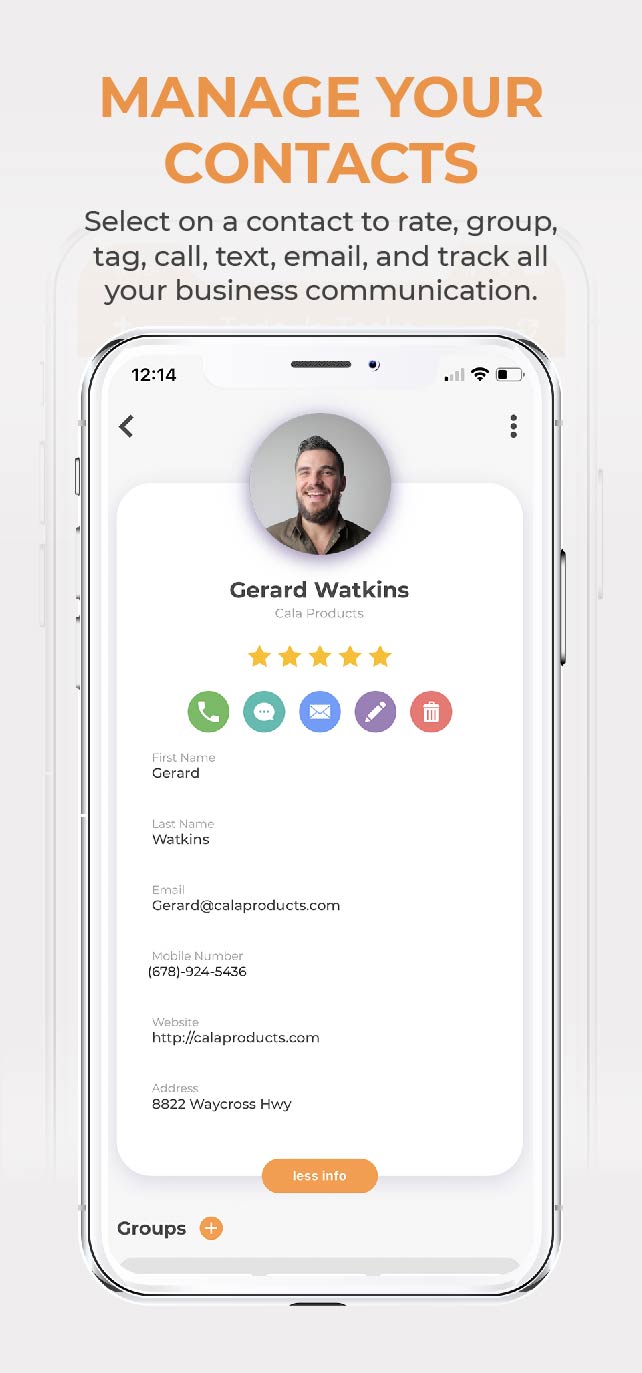 MANAGE YOUR
CONTACTS
Select on a contact to rate, group,
tag, call, text, email, and track all
your business communication.
12:14
Gerard Watkins
Cala Products
First Name
Gerard
Last Name
Watkins
Email
Gerard@calaproducts.com
Mobile Number
(678)-924-5436
Website
http://calaproducts.com
Address
8822 Waycross Hwy
less info
Groups